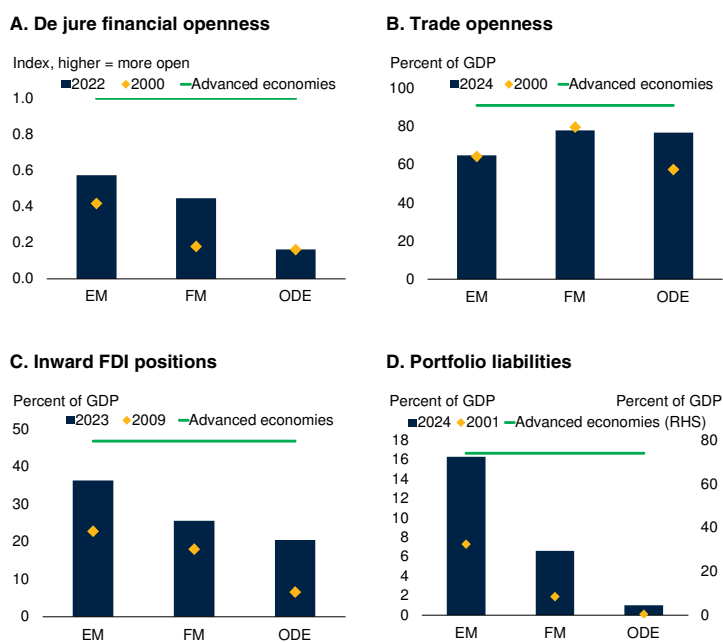 A. De jure financial openness
Index, higher = more open
2022 2000 Advanced economies
1.0
0.8
0.6
0.4
0.2
0.0
EM FM ODE
B. Trade openness
Percent of GDP
2024 2000 Advanced economies
100
80
60
40
20
0
EM FM ODE
C. Inward FDI positions
Percent of GDP
2023 2009 Advanced economies
50
40
30
20
10
0
EM FM ODE
D. Portfolio liabilities
Percent of GDP Percent of GDP
2024 2001 Advanced economies (RHS)
18 80
16
14
12 60
10
8 40
6
4 20
2
0 0
EM FM ODE